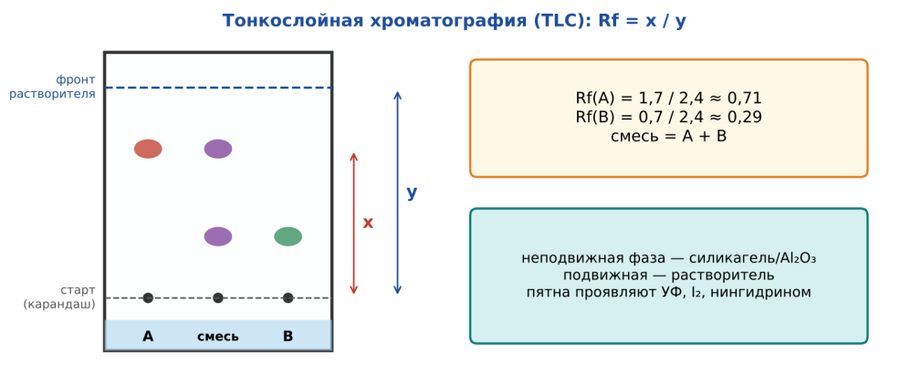 Тонкослойная хроматография (TLC): Rf = x / y
фронт
растворителя
y
x
старт
(карандаш)
A
смесь
B
Rf(A) = 1,7 / 2,4 ≈ 0,71
Rf(B) = 0,7 / 2,4 ≈ 0,29
смесь = A + B
неподвижная фаза — силикагель/Al₂O₃
подвижная — растворитель
пятна проявляют УФ, I₂, нингидрином